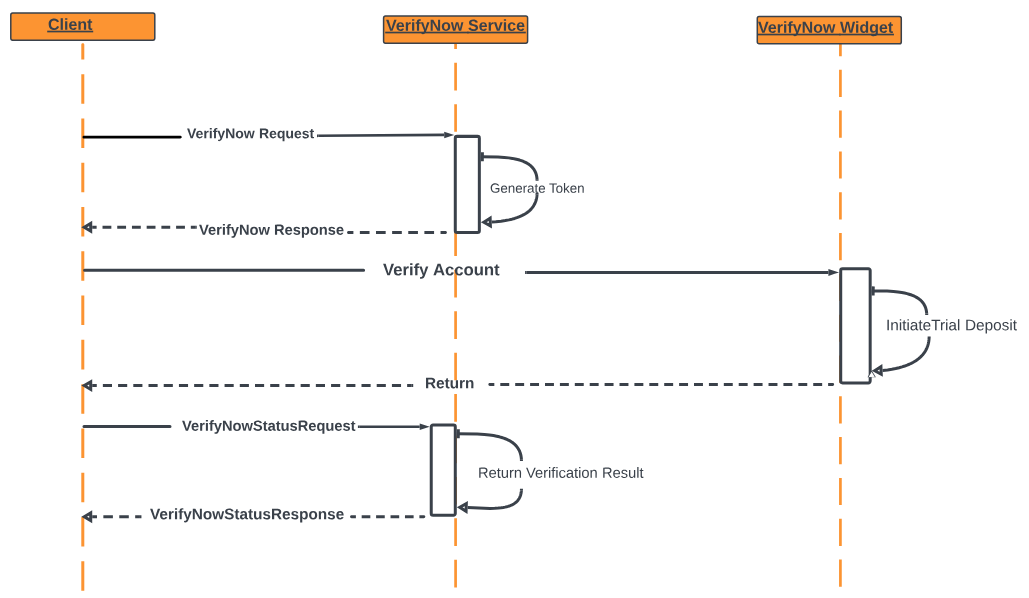 Client
VerifyNow Service
VerifyNow Widget
VerifyNow Request
Generate Token
VerifyNow Response
Verify Account
InitiateTrial Deposit
Return
VerifyNowStatusRequest
Return Verification Result
VerifyNowStatusResponse